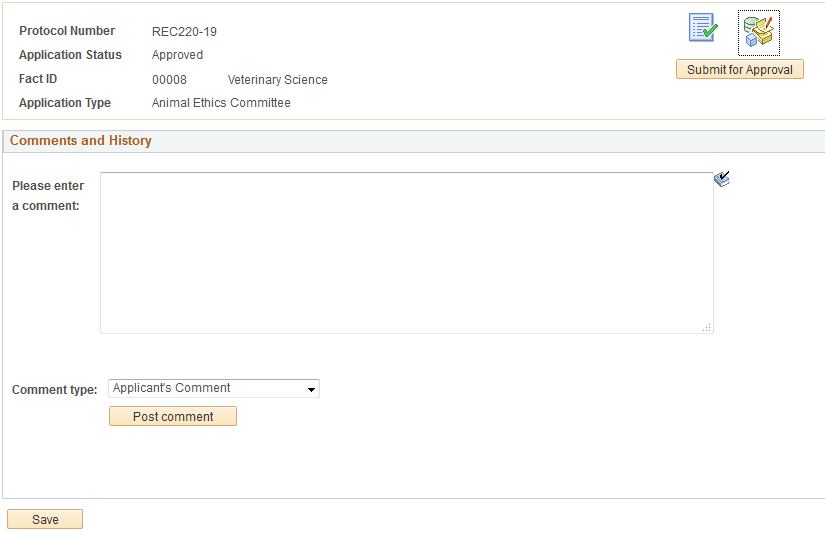 Protocol Number REC220-19
Application Status Approved
Fact ID 00008 Veterinary Science
Application Type Animal Ethics Committee
Submit for Approval
Comments and History
Please enter
a comment:
Comment type: Applicant's Comment
Post comment
Save